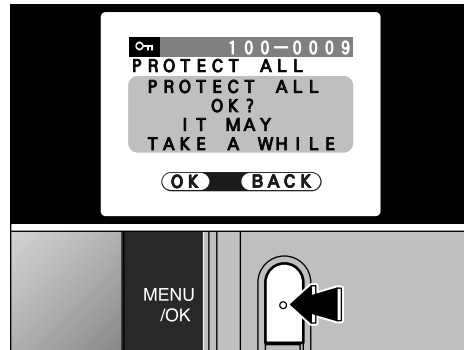 100-0009
PROTECT ALL
PROTECT ALL
OK?
IT MAY
TAKE A WHILE
OK BACK
MENU
/OK